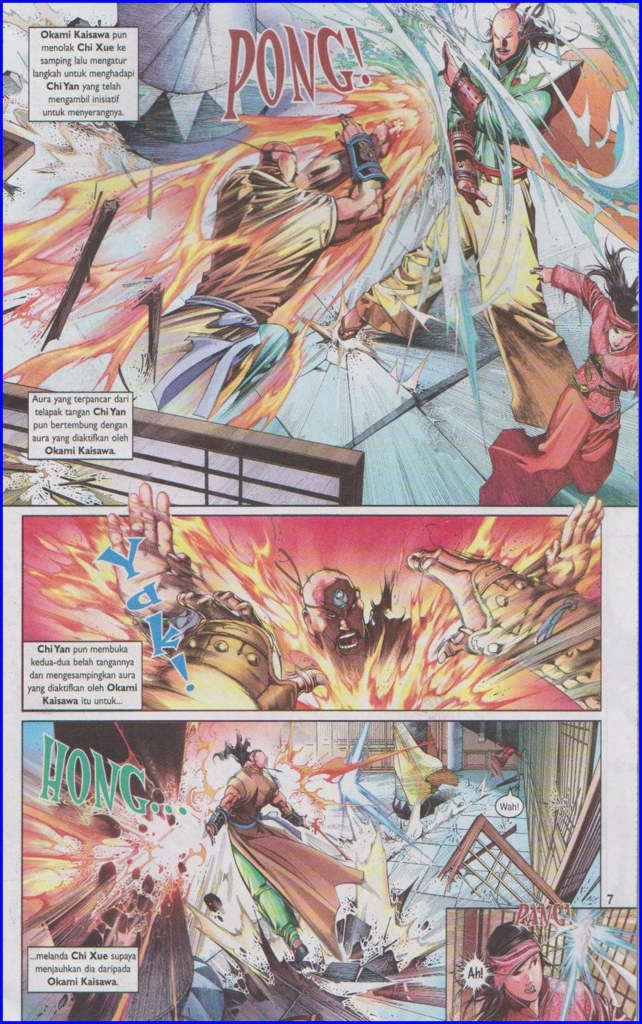 Okami Kaisawa pun
menolak Chi Xue ke
samping lalu mengatur
langkah untuk menghadapi
Chi Yan yang telah
mengambil inisiatif
untuk menyerangnya.
PONG!
Aura yang terpancar dari
telapak tangan Chi Yan
pun bertembung dengan
aura yang diaktifkan oleh
Okami Kaisawa.
Yak!
Chi Yan pun membuka
kedua-dua belah tangannya
dan mengesampingkan aura
yang diaktifkan oleh Okami
Kaisawa itu untuk...
HONG...
Wah!
...melanda Chi Xue supaya
menjauhkan dia daripada
Okami Kaisawa.
7
PANG!
Ah!